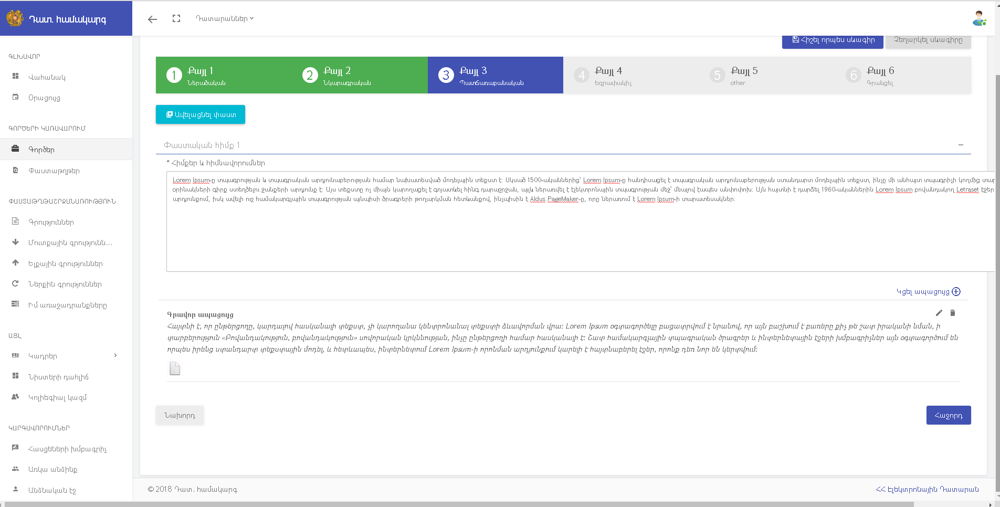 Դատ. համակարգ
Դատարաններ
ԳԼԽԱՎՈՐ
Վահանակ
Օրացույց
ԳՈՐԾԵՐԻ ԿԱՌԱՎԱՐՈՒՄ
Գործեր
Փաստաթղթեր
ՓԱՍՏԱԹՂԹԱՇՐՋԱՆԱՌՈՒԹՅՈՒՆ
Գրություններ
Մուտքային գրությունն...
Ելքային գրություններ
Ներքին գրություններ
Իմ առաջադրանքները
ԱՅԼ
Կադրեր
Նիստերի դահլիճ
Կոլիեգիալ կազմ
ԿԱՐԳԱՎՈՐՈՒՄՆԵՐ
Հասցեների խմբագրիչ
Առկա անձինք
Անձնական էջ
Հիշել որպես սևագիր
Չեղարկել սևագիրը
1 Քայլ 1
Ներածական
2 Քայլ 2
Նկարագրական
3 Քայլ 3
Պատճառաբանական
4 Քայլ 4
Եզրափակիչ
5 Քայլ 5
other
6 Քայլ 6
Գրանցել
Ավելացնել փաստ
Փաստական հիմք 1
* Հիմքեր և հիմնավորումներ
Lorem Ipsum-ը տպագրության և տպագրական արդյունաբերության համար նախատեսված մոդելային տեքստ է: Սկսած 1500-ականներից՝ Lorem Ipsum-ը հանդիսացել է տպագրական արդյունաբերության ստանդարտ մոդելային տեքստ, ինչը մի անհայտ տպագրիչի կողմից տար
օրինակների գիրք ստեղծելու ջանքերի արդյունք է: Այս տեքստը ոչ միայն կարողացել է գոյատևել հինգ դարաշրջան, այլև ներառվել է էլեկտրոնային տպագրության մեջ՝ մնալով էապես անփոփոխ: Այն հայտնի է դարձել 1960-ականներին Lorem Ipsum բովանդակող Letraset էջեր
արդյունքում, իսկ ավելի ուշ համակարգչային տպագրության այնպիսի ծրագրերի թողարկման հետևանքով, ինչպիսին է Aldus PageMaker-ը, որը ներառում է Lorem Ipsum-ի տարատեսակներ:
Կցել ապացույց
Գրավոր ապացույց
Հայտնի է, որ ընթերցողը, կարդալով հասկանալի տեքստ, չի կարողանա կենտրոնանալ տեքստի ձևավորման վրա: Lorem Ipsum օգտագործելը բացատրվում է նրանով, որ այն բաշխում է բառերը քիչ թե շատ իրականի նման, ի
տարբերություն «Բովանդակություն, բովանդակություն» սովորական կրկննության, ինչը ընթերցողի համար հասկանալի է: Շատ համակարգչային տպագրական ծրագրեր և ինտերնետային էջերի խմբագրիչներ այն օգտագործում են
որպես իրենց ստանդարտ տեքստային մոդել, և հետևապես, ինտերնետում Lorem Ipsum-ի որոնման արդյունքում կարելի է հայտնաբերել էջեր, որոնք դեռ նոր են կերտվում:
Նախորդ
Հաջորդ
© 2018 Դատ. համակարգ
ՀՀ Էլեկտրոնային Դատարան